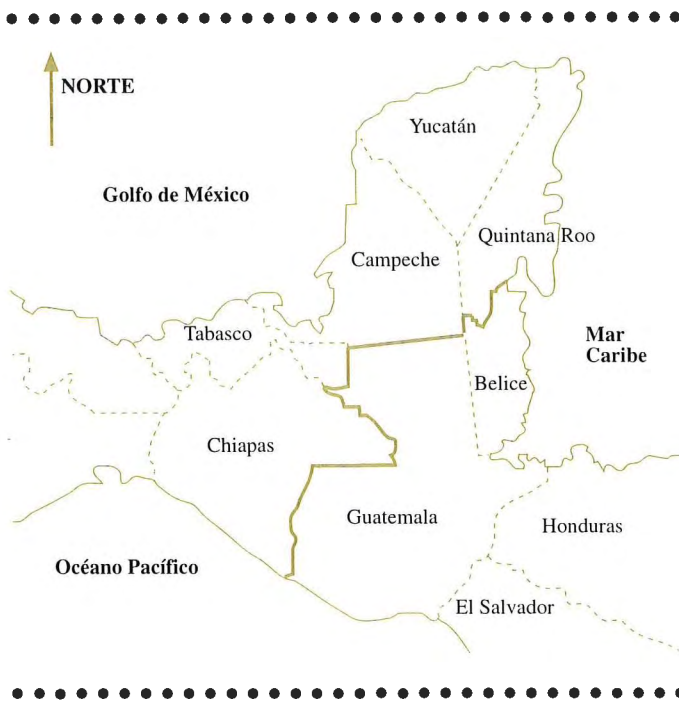 NORTE
Yucatán
Golfo de México
Quintana Roo
Campeche
Tabasco
Mar
Caribe
Belice
Chiapas
Guatemala
Honduras
Océano Pacífico
El Salvador